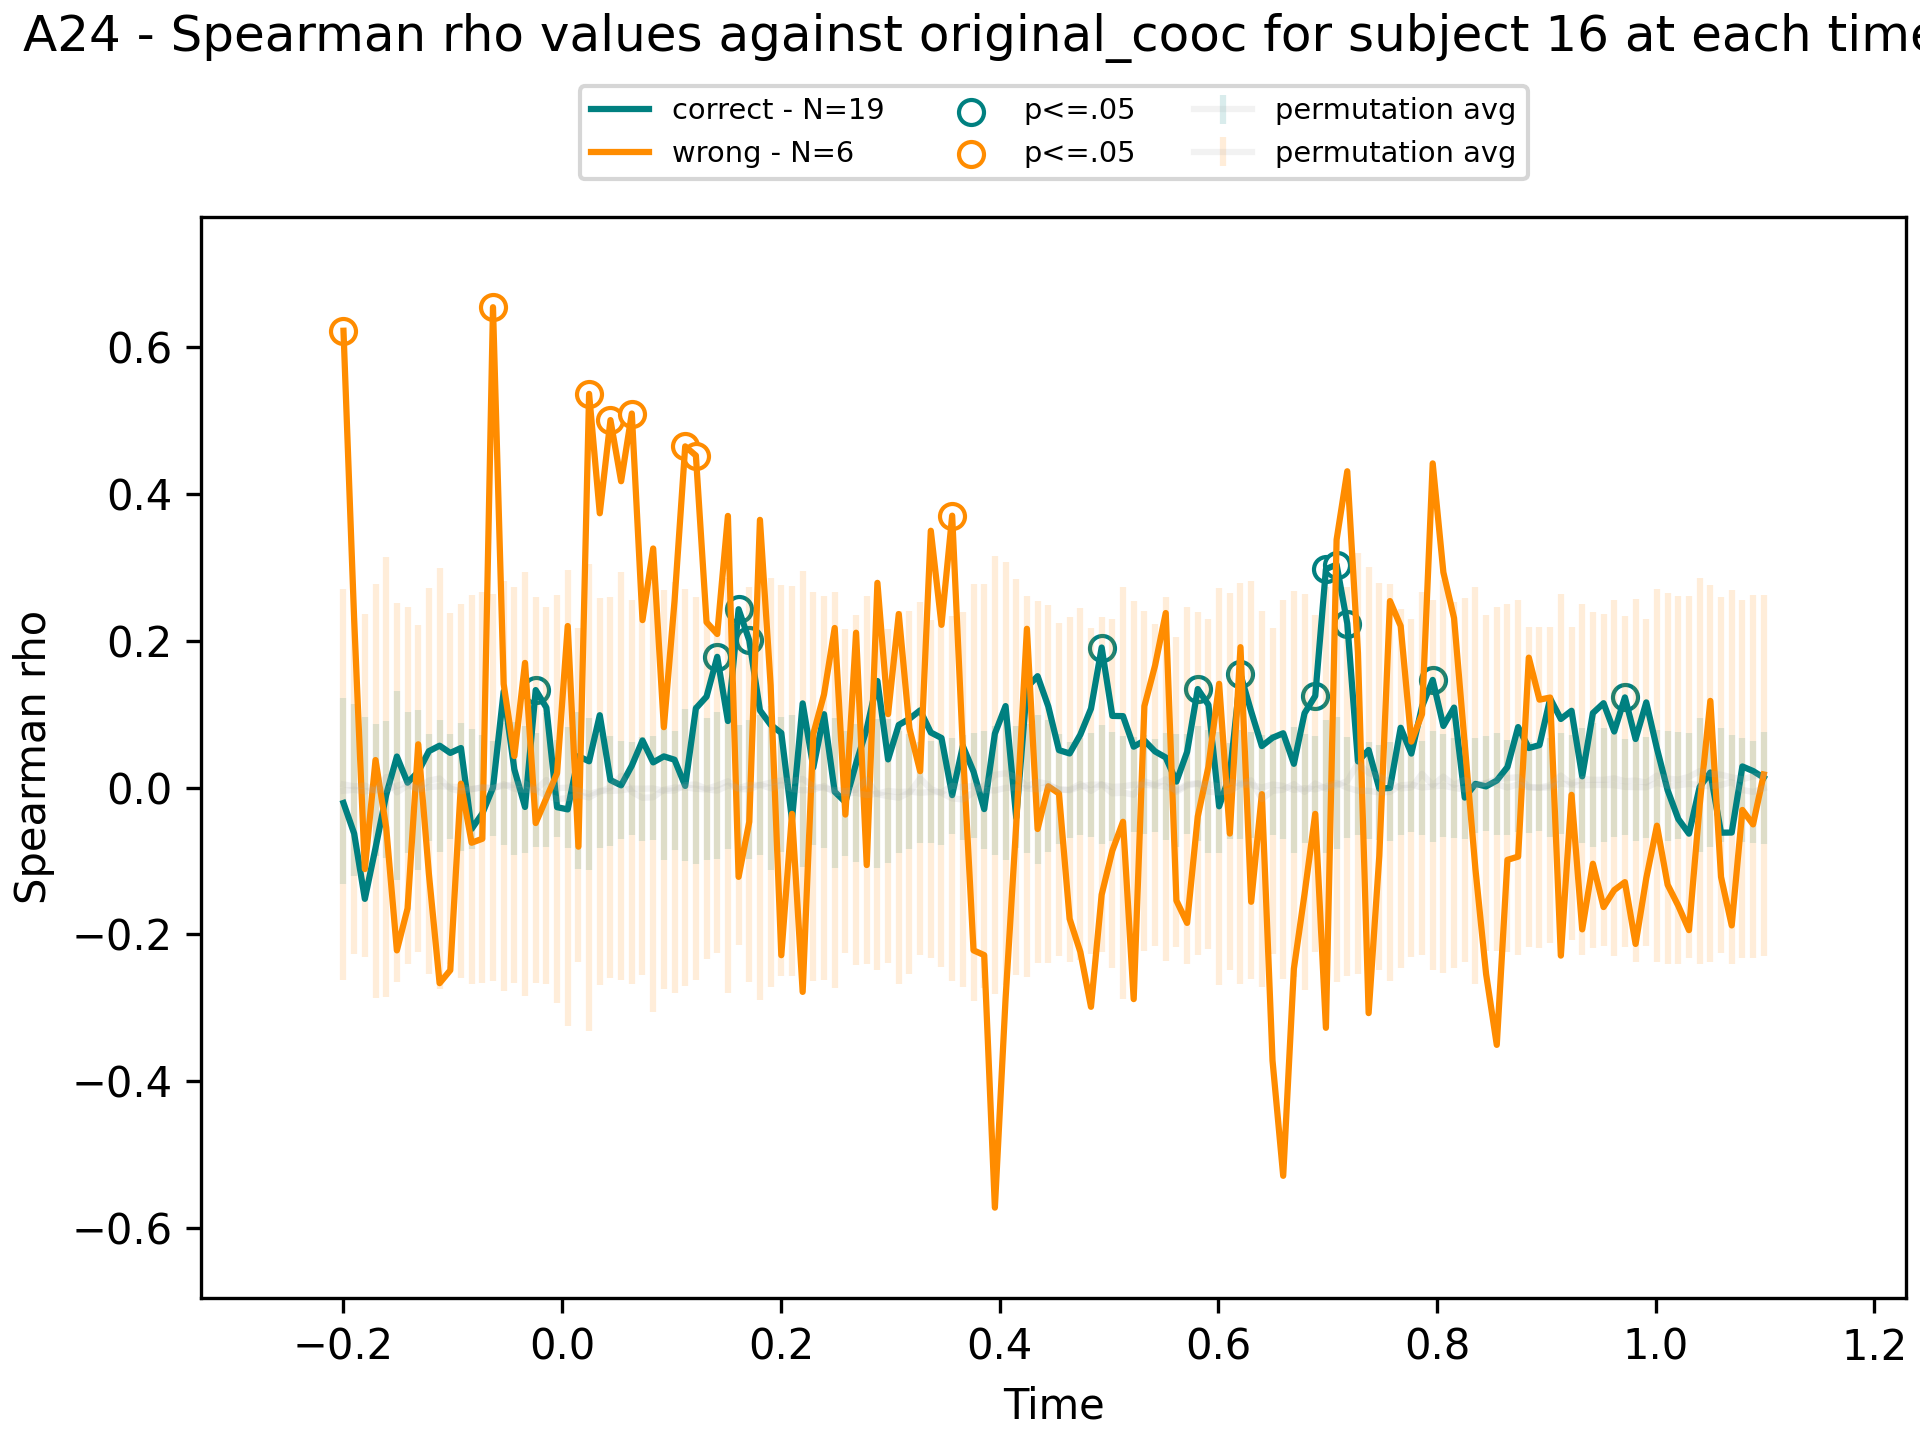 A24 - Spearman rho values against original_cooc for subject 16 at each time
correct - N=19
wrong - N=6
p<=.05
p<=.05
permutation avg
permutation avg
Spearman rho
0.6
0.4
0.2
0.0
−0.2
−0.4
−0.6
−0.2
0.0
0.2
0.4
0.6
0.8
1.0
1.2
Time